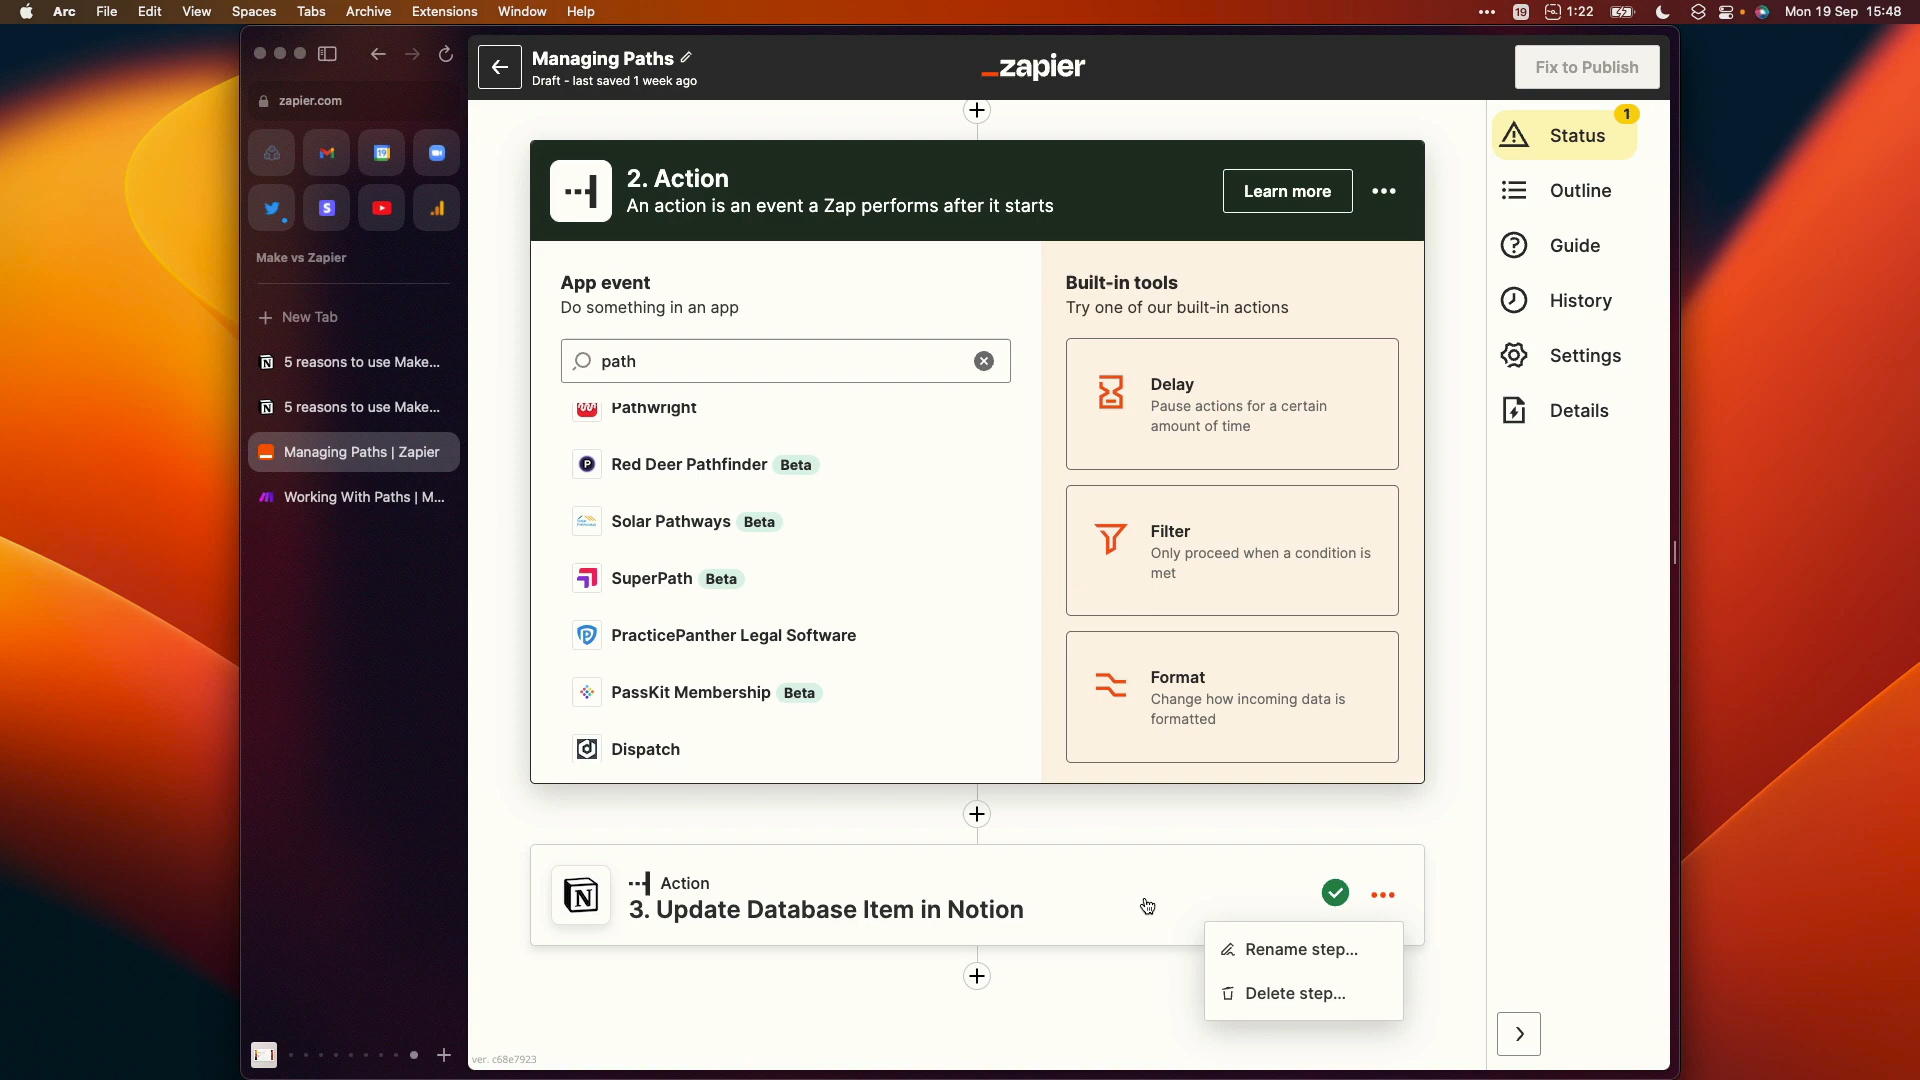 Arc File Edit View Spaces Tabs Archive Extensions Window Help
19 1:22 Mon 19 Sep 15:48
zapier.com
19
S
Make vs Zapier
New Tab
5 reasons to use Make...
5 reasons to use Make...
Managing Paths | Zapier
Working With Paths | M...
Managing Paths
Draft - last saved 1 week ago
_zapier
Fix to Publish
2. Action
An action is an event a Zap performs after it starts
Learn more
App event
Do something in an app
path
Pathwright
Red Deer Pathfinder Beta
Solar Pathways Beta
SuperPath Beta
PracticePanther Legal Software
PassKit Membership Beta
Dispatch
Built-in tools
Try one of our built-in actions
Delay
Pause actions for a certain
amount of time
Filter
Only proceed when a condition is
met
Format
Change how incoming data is
formatted
Action
3. Update Database Item in Notion
Rename step...
Delete step...
ver. c68e7923
1
Status
Outline
Guide
History
Settings
Details